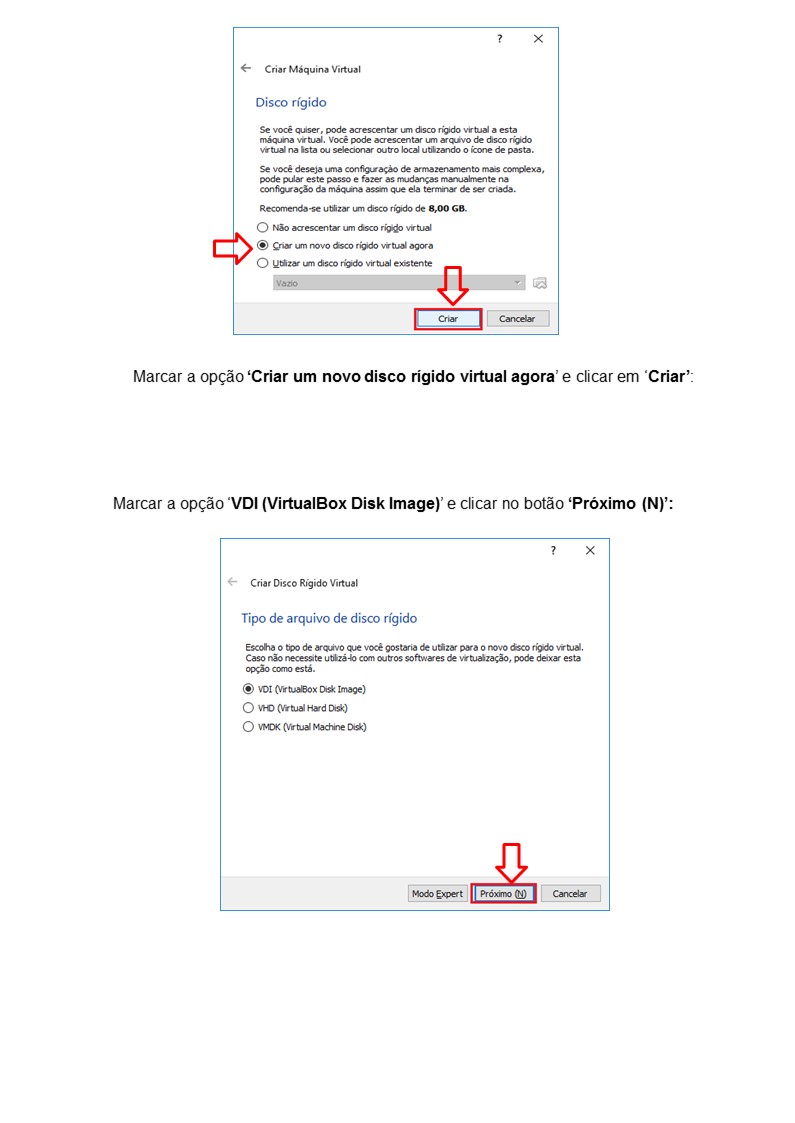 ?
Criar Máquina Virtual
Disco rígido
Se você quiser, pode acrescentar um disco rígido virtual a esta
máquina virtual. Você pode acrescentar um arquivo de disco rígido
virtual na lista ou selecionar outro local utilizando o ícone de pasta.
Se você deseja uma configuração de armazenamento mais complexa,
pode pular este passo e fazer as mudanças manualmente na
configuração da máquina assim que ela terminar de ser criada.
Recomenda-se utilizar um disco rígido de 8,00 GB.
Não acrescentar um disco rígido virtual
Criar um novo disco rígido virtual agora
Utilizar um disco rígido virtual existente
Vazio
Criar Cancelar
Marcar a opção ‘Criar um novo disco rígido virtual agora’ e clicar em ‘Criar’:
Marcar a opção ‘VDI (VirtualBox Disk Image)’ e clicar no botão ‘Próximo (N)’:
?
Criar Disco Rígido Virtual
Tipo de arquivo de disco rígido
Escolha o tipo de arquivo que você gostaria de utilizar para o novo disco rígido virtual.
Caso não necessite utilizá-lo com outros softwares de virtualização, pode deixar esta
opção como está.
VDI (VirtualBox Disk Image)
VHD (Virtual Hard Disk)
VMDK (Virtual Machine Disk)
Modo Expert Próximo (N) Cancelar